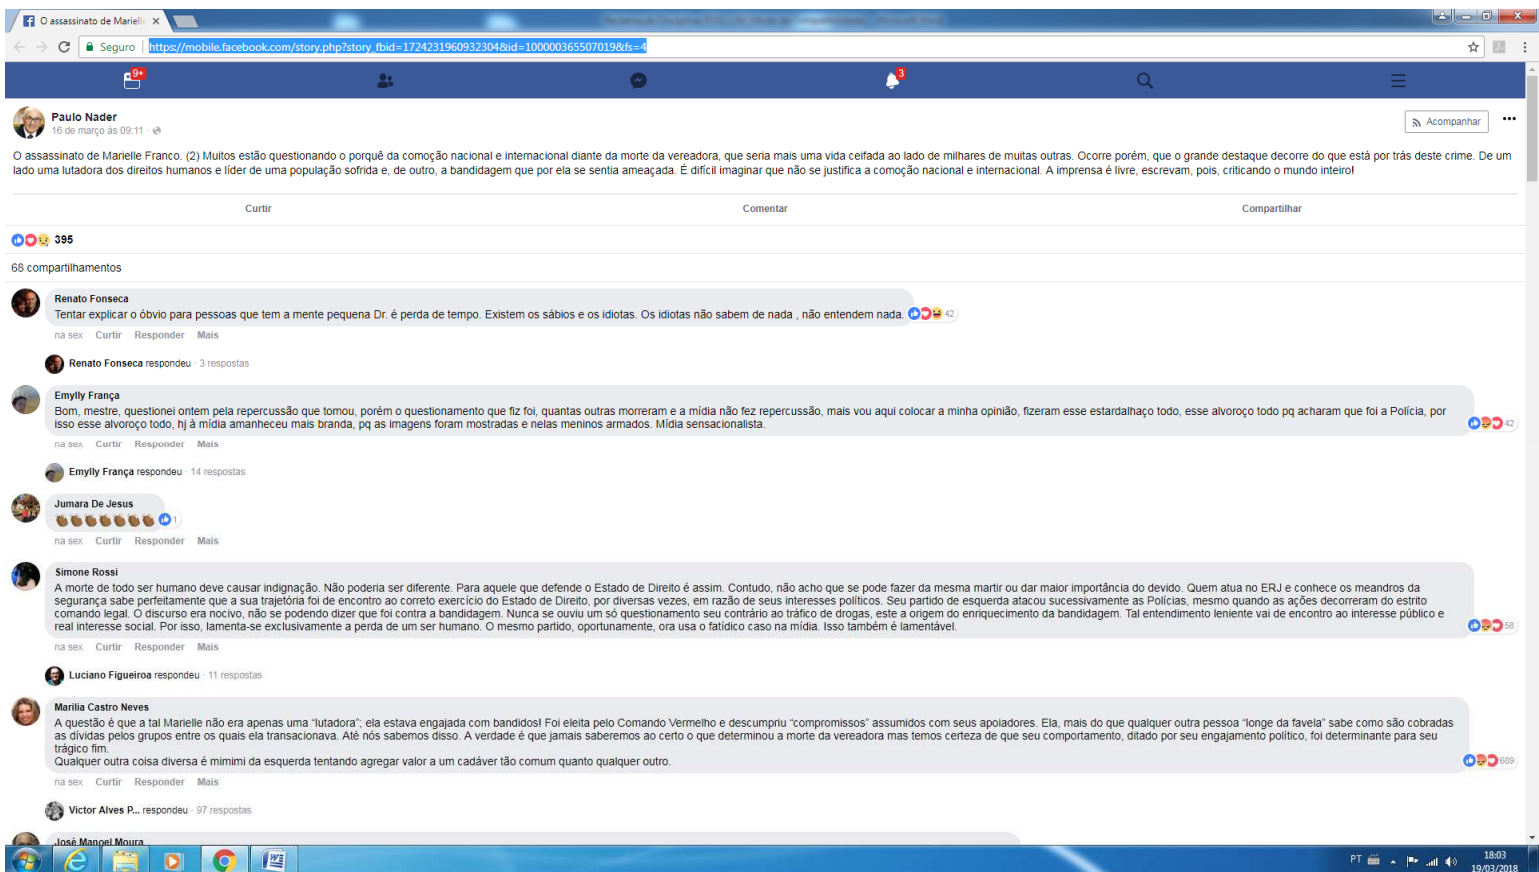 O assassinato de Mariell
Seguro
https://mobile.facebook.com/story.php?story_fbid=1724231960932304&id=100000365507019&fs=4
9+
3
Paulo Nader
16 de março às 09:11 ·
Acompanhar
O assassinato de Marielle Franco. (2) Muitos estão questionando o porquê da comoção nacional e internacional diante da morte da vereadora, que seria mais uma vida ceifada ao lado de milhares de muitas outras. Ocorre porém, que o grande destaque decorre do que está por trás deste crime. De um
lado uma lutadora dos direitos humanos e líder de uma população sofrida e, de outro, a bandidagem que por ela se sentia ameaçada. É difícil imaginar que não se justifica a comoção nacional e internacional. A imprensa é livre, escrevam, pois, criticando o mundo inteiro!
Curtir Comentar Compartilhar
395
68 compartilhamentos
Renato Fonseca
Tentar explicar o óbvio para pessoas que tem a mente pequena Dr. é perda de tempo. Existem os sábios e os idiotas. Os idiotas não sabem de nada , não entendem nada. 42
na sex Curtir Responder Mais
Renato Fonseca respondeu · 3 respostas
Emylly França
Bom, mestre, questionei ontem pela repercussão que tomou, porém o questionamento que fiz foi, quantas outras morreram e a mídia não fez repercussão, mais vou aqui colocar a minha opinião, fizeram esse estardalhaço todo, esse alvoroço todo pq acharam que foi a Polícia, por
isso esse alvoroço todo, hj à mídia amanheceu mais branda, pq as imagens foram mostradas e nelas meninos armados. Mídia sensacionalista. 42
na sex Curtir Responder Mais
Emylly França respondeu · 14 respostas
Jumara De Jesus
👏🏾👏🏾👏🏾👏🏾👏🏾👏🏾👏🏾 1
na sex Curtir Responder Mais
Simone Rossi
A morte de todo ser humano deve causar indignação. Não poderia ser diferente. Para aquele que defende o Estado de Direito é assim. Contudo, não acho que se pode fazer da mesma martir ou dar maior importância do devido. Quem atua no ERJ e conhece os meandros da
segurança sabe perfeitamente que a sua trajetória foi de encontro ao correto exercício do Estado de Direito, por diversas vezes, em razão de seus interesses políticos. Seu partido de esquerda atacou sucessivamente as Polícias, mesmo quando as ações decorreram do estrito
comando legal. O discurso era nocivo, não se podendo dizer que foi contra a bandidagem. Nunca se ouviu um só questionamento seu contrário ao tráfico de drogas, este a origem do enriquecimento da bandidagem. Tal entendimento leniente vai de encontro ao interesse público e
real interesse social. Por isso, lamenta-se exclusivamente a perda de um ser humano. O mesmo partido, oportunamente, ora usa o fatídico caso na mídia. Isso também é lamentável. 58
na sex Curtir Responder Mais
Luciano Figueiroa respondeu · 11 respostas
Marilia Castro Neves
A questão é que a tal Marielle não era apenas uma “lutadora”; ela estava engajada com bandidos! Foi eleita pelo Comando Vermelho e descumpriu “compromissos” assumidos com seus apoiadores. Ela, mais do que qualquer outra pessoa “longe da favela” sabe como são cobradas
as dívidas pelos grupos entre os quais ela transacionava. Até nós sabemos disso. A verdade é que jamais saberemos ao certo o que determinou a morte da vereadora mas temos certeza de que seu comportamento, ditado por seu engajamento político, foi determinante para seu
trágico fim.
Qualquer outra coisa diversa é mimimi da esquerda tentando agregar valor a um cadáver tão comum quanto qualquer outro. 689
na sex Curtir Responder Mais
Victor Alves P... respondeu · 97 respostas
José Manoel Moura
PT
18:03
19/03/2018